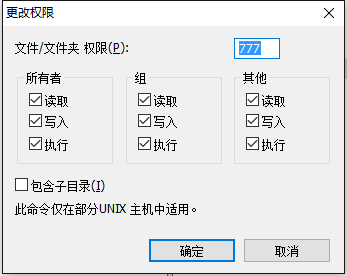 更改权限
文件/文件夹 权限(P): 777
所有者 组 其他
读取 读取 读取
写入 写入 写入
执行 执行 执行
包含子目录(I)
此命令仅在部分UNIX 主机中适用。
确定 取消